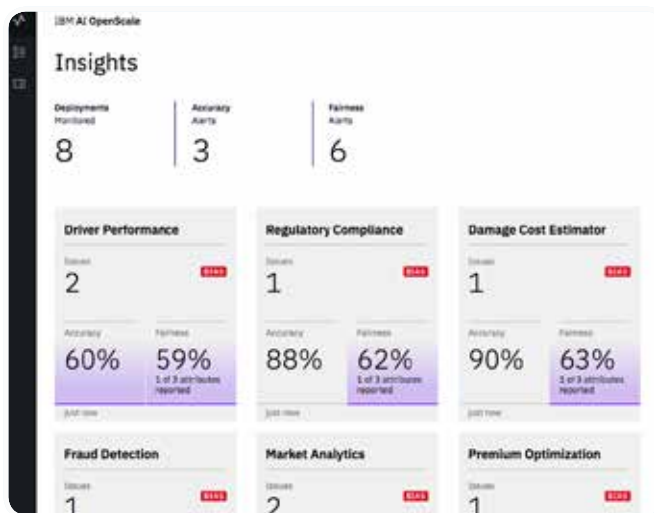 IBM AI OpenScale
Insights
Deployments Accuracy Fairness
Monitored Alerts Alerts
8 3 6
Driver Performance Regulatory Compliance Damage Cost Estimator
Issues Issues Issues
2 BIAS 1 BIAS 1 BIAS
Accuracy Fairness Accuracy Fairness Accuracy Fairness
60% 59% 88% 62% 90% 63%
1 of 3 attributes 1 of 3 attributes 1 of 3 attributes
reported reported reported
just now just now just now
Fraud Detection Market Analytics Premium Optimization
Issues Issues Issues
1 BIAS 2 BIAS 1 BIAS